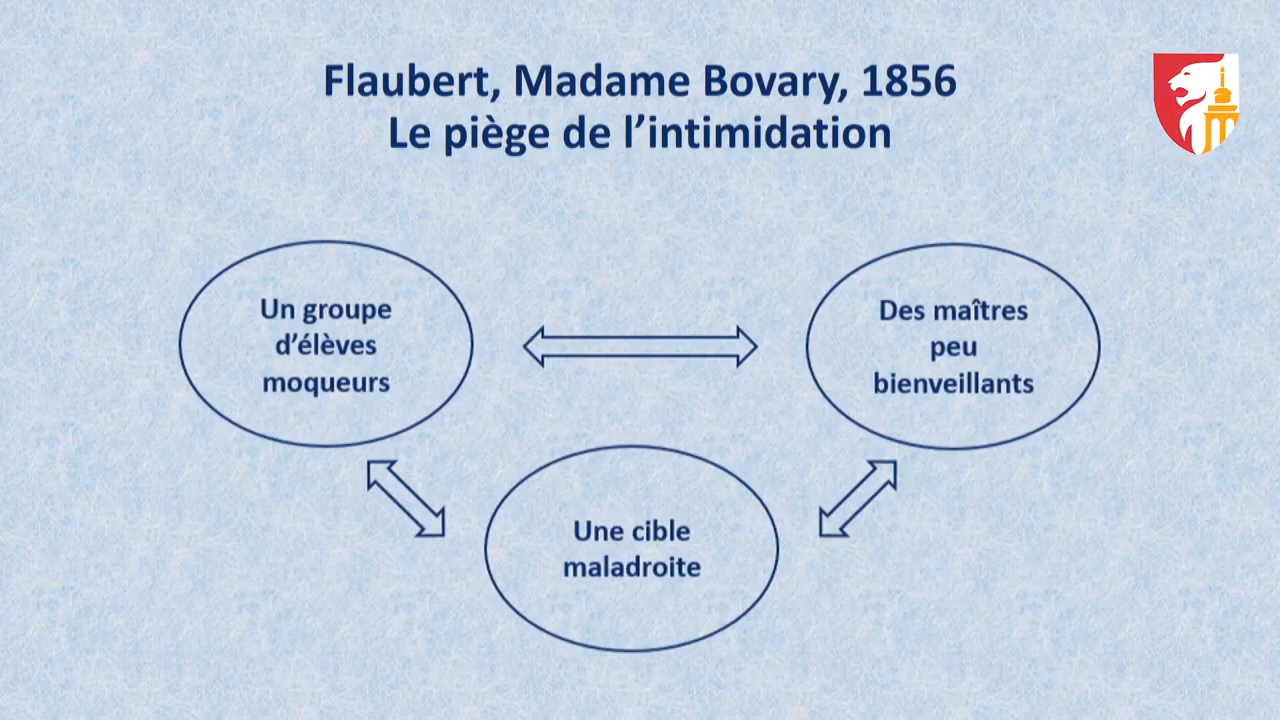 Flaubert, Madame Bovary, 1856
Le piège de l’intimidation
Un groupe
d’élèves
moqueurs
Des maîtres
peu
bienveillants
Une cible
maladroite